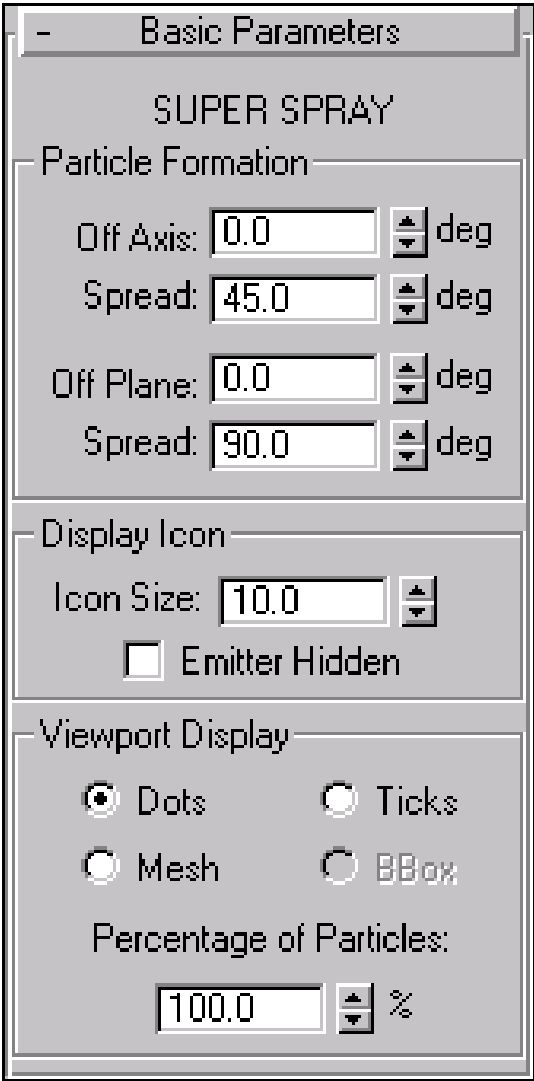 - Basic Parameters
SUPER SPRAY
Particle Formation
Off Axis: 0.0 deg
Spread: 45.0 deg
Off Plane: 0.0 deg
Spread: 90.0 deg
Display Icon
Icon Size: 10.0
Emitter Hidden
Viewport Display
Dots Ticks
Mesh BBox
Percentage of Particles:
100.0 %